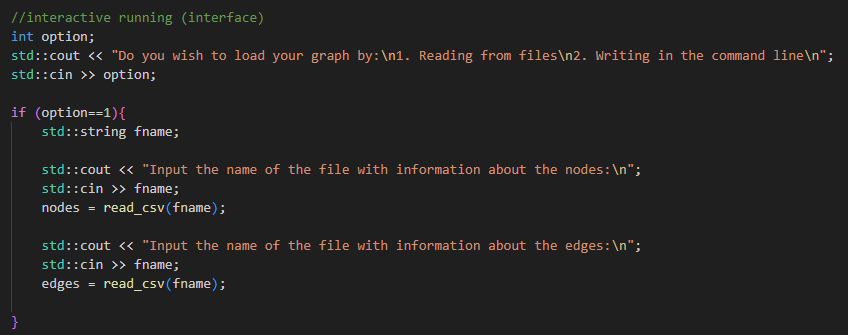 //interactive running (interface)
int option;
std::cout << "Do you wish to load your graph by:\n1. Reading from files\n2. Writing in the command line\n";
std::cin >> option;

if (option==1){
    std::string fname;

    std::cout << "Input the name of the file with information about the nodes:\n";
    std::cin >> fname;
    nodes = read_csv(fname);

    std::cout << "Input the name of the file with information about the edges:\n";
    std::cin >> fname;
    edges = read_csv(fname);

}